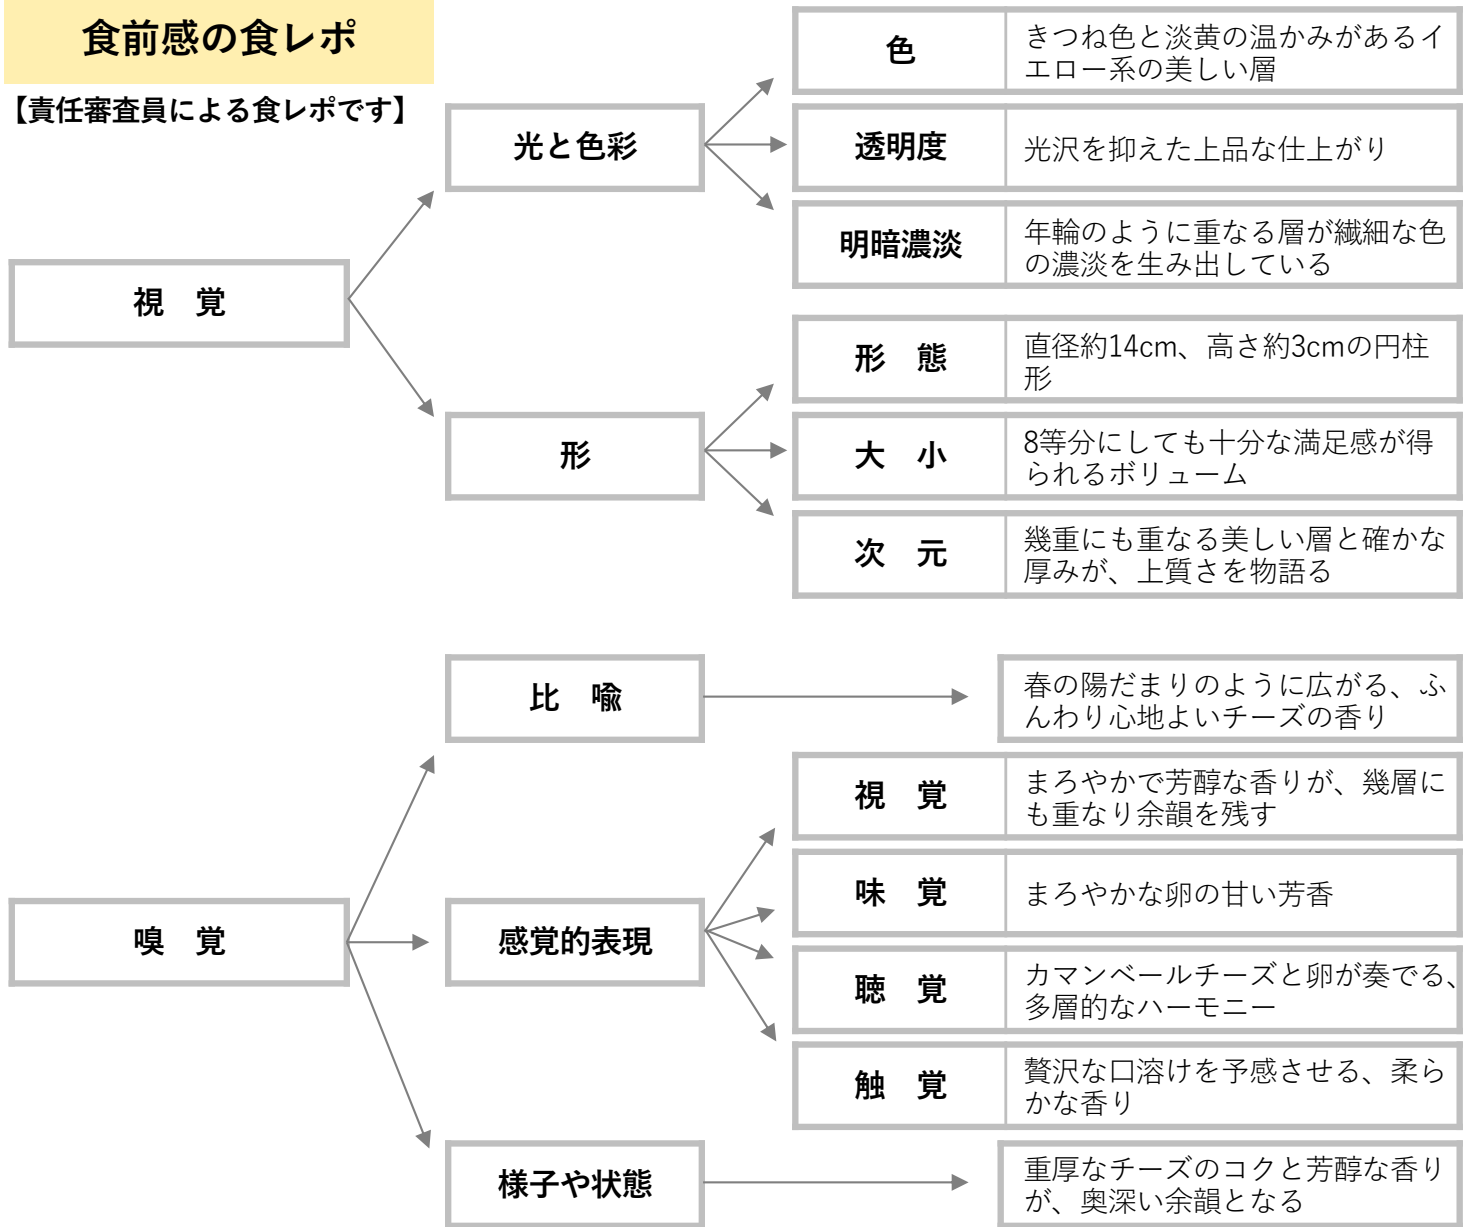 食前感の食レポ
【責任審査員による食レポです】
視　覚
光と色彩
色
きつね色と淡黄の温かみがあるイ
エロー系の美しい層
透明度
光沢を抑えた上品な仕上がり
明暗濃淡
年輪のように重なる層が繊細な色
の濃淡を生み出している
形
形　態
直径約14cm、高さ約3cmの円柱
形
大　小
8等分にしても十分な満足感が得
られるボリューム
次　元
幾重にも重なる美しい層と確かな
厚みが、上質さを物語る
嗅　覚
比　喩
春の陽だまりのように広がる、ふ
んわり心地よいチーズの香り
感覚的表現
視　覚
まろやかで芳醇な香りが、幾層に
も重なり余韻を残す
味　覚
まろやかな卵の甘い芳香
聴　覚
カマンベールチーズと卵が奏でる、
多層的なハーモニー
触　覚
贅沢な口溶けを予感させる、柔ら
かな香り
様子や状態
重厚なチーズのコクと芳醇な香り
が、奥深い余韻となる